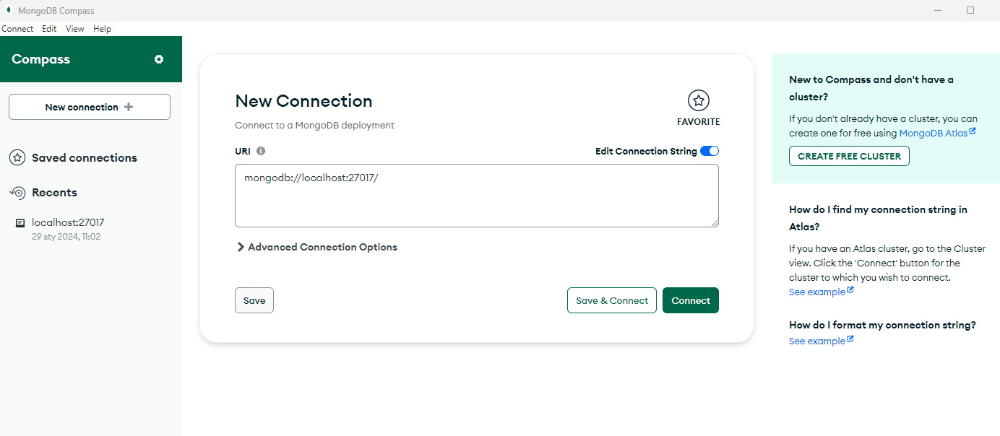 MongoDB Compass
Connect Edit View Help
Compass
New connection
Saved connections
Recents
localhost:27017
29 sty 2024, 11:02
New Connection
Connect to a MongoDB deployment
FAVORITE
URI
Edit Connection String
mongodb://localhost:27017/
Advanced Connection Options
Save
Save & Connect
Connect
New to Compass and don't have a
cluster?
If you don't already have a cluster, you can
create one for free using MongoDB Atlas
CREATE FREE CLUSTER
How do I find my connection string in
Atlas?
If you have an Atlas cluster, go to the Cluster
view. Click the 'Connect' button for the
cluster to which you wish to connect.
See example
How do I format my connection string?
See example